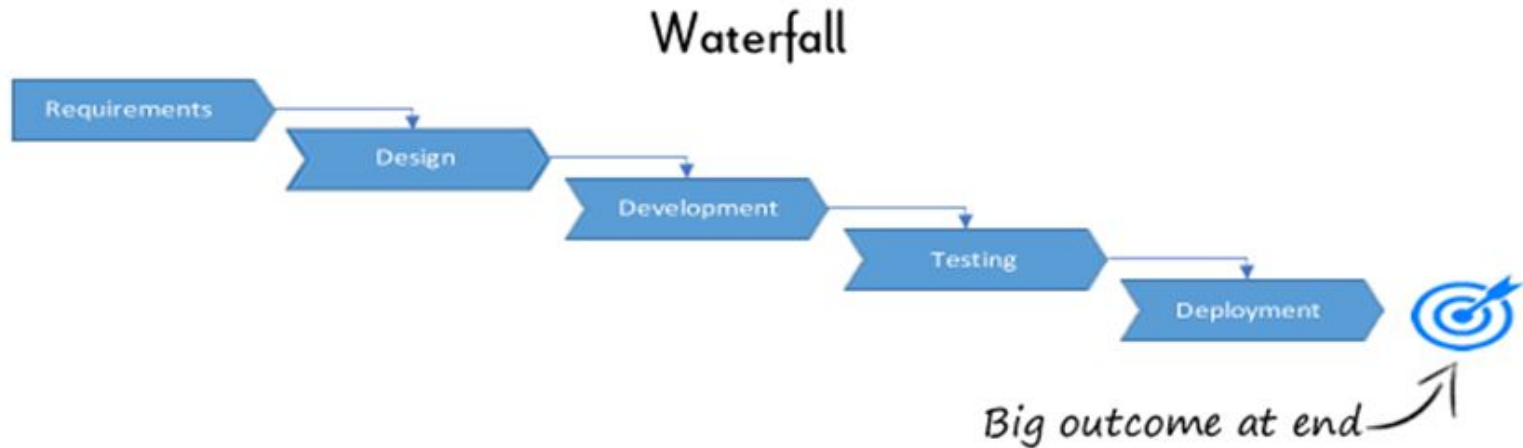 Waterfall
Requirements
Design
Development
Testing
Deployment
Big outcome at end